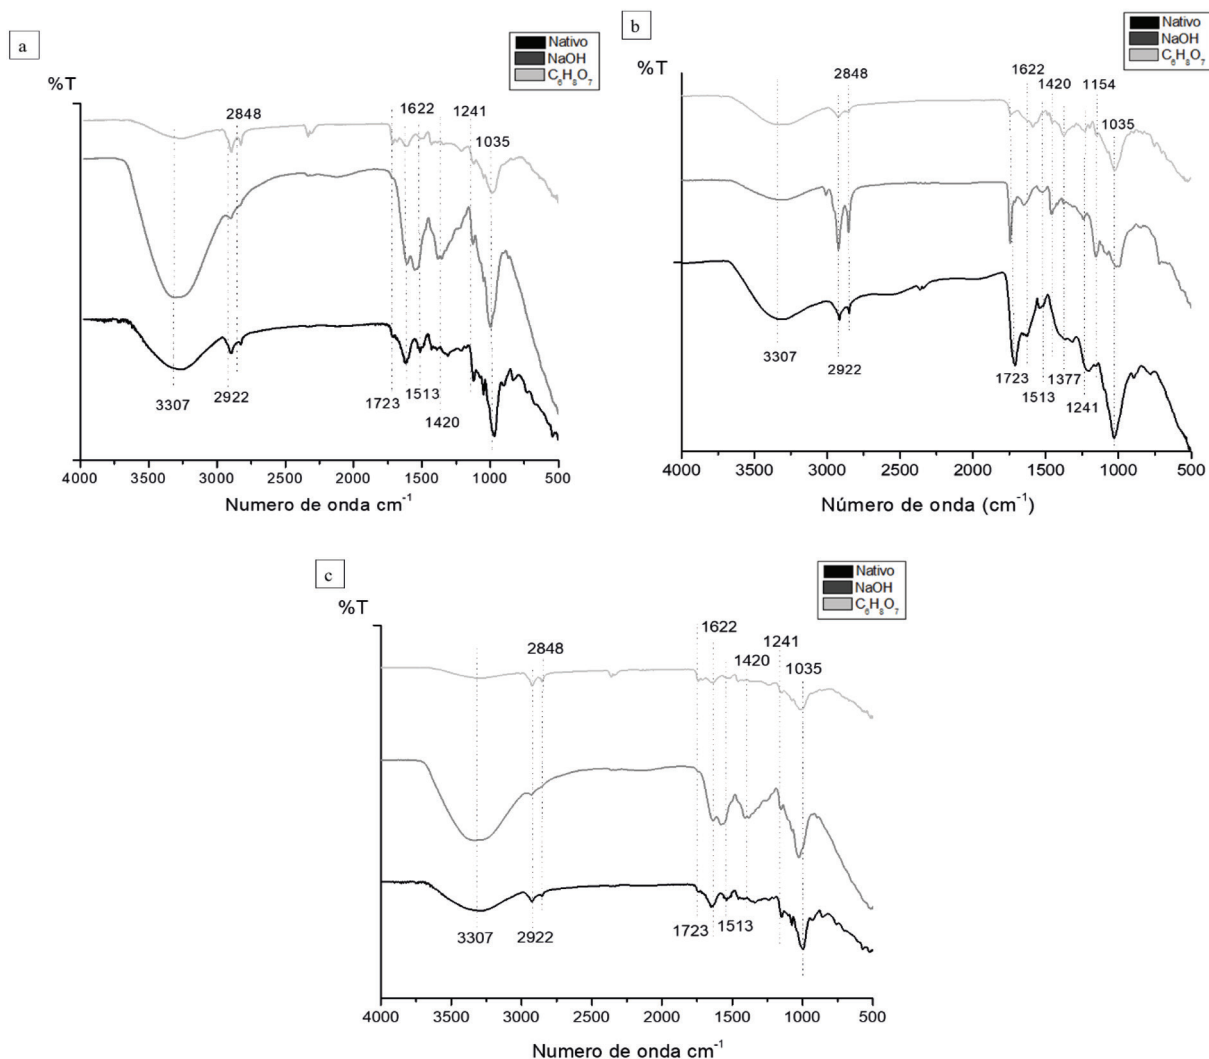 a
Nativo
NaOH
C₆H₈O₇
%T
2848
1622
1241
1035
3307
2922
1723
1513
1420
4000 3500 3000 2500 2000 1500 1000 500
Numero de onda cm⁻¹
b
Nativo
NaOH
C₆H₈O₇
%T
2848
1622
1420
1154
1035
3307
2922
1723
1513
1377
1241
4000 3500 3000 2500 2000 1500 1000 500
Número de onda (cm⁻¹)
c
Nativo
NaOH
C₆H₈O₇
%T
2848
1622
1420
1241
1035
3307
2922
1723
1513
4000 3500 3000 2500 2000 1500 1000 500
Numero de onda cm⁻¹